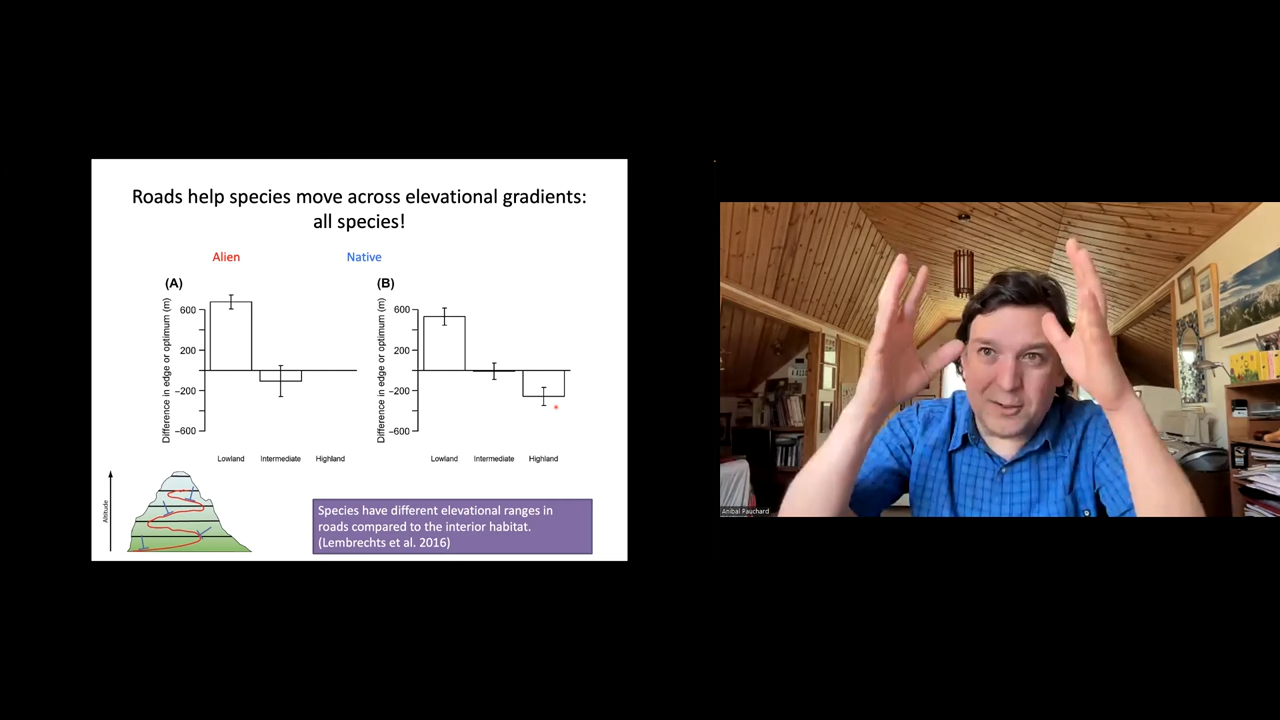 Roads help species move across elevational gradients:
all species!
Alien
Native
(A)
Difference in edge or optimum (m)
600
200
−200
−600
Lowland
Intermediate
Highland
(B)
Difference in edge or optimum (m)
600
200
−200
−600
Lowland
Intermediate
Highland
Altitude
Species have different elevational ranges in
roads compared to the interior habitat.
(Lembrechts et al. 2016)
Anibal Pauchard